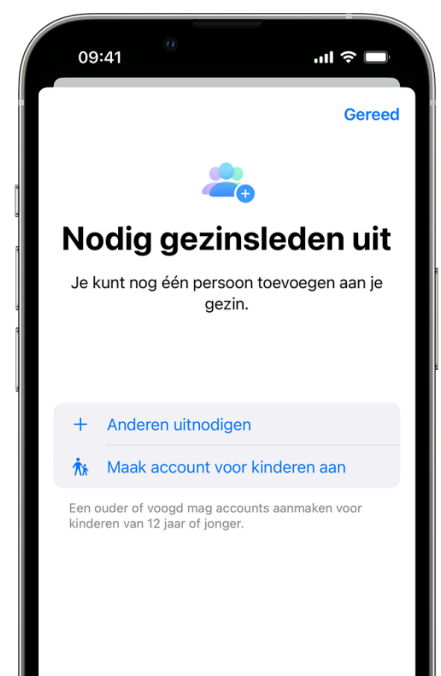 09:41
Gereed
Nodig gezinsleden uit
Je kunt nog één persoon toevoegen aan je
gezin.
Anderen uitnodigen
Maak account voor kinderen aan
Een ouder of voogd mag accounts aanmaken voor
kinderen van 12 jaar of jonger.